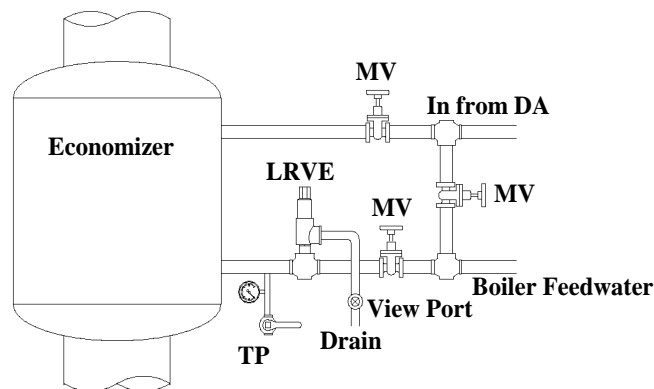 MV
In from DA
Economizer
LRVE
MV
MV
Boiler Feedwater
View Port
Drain
TP